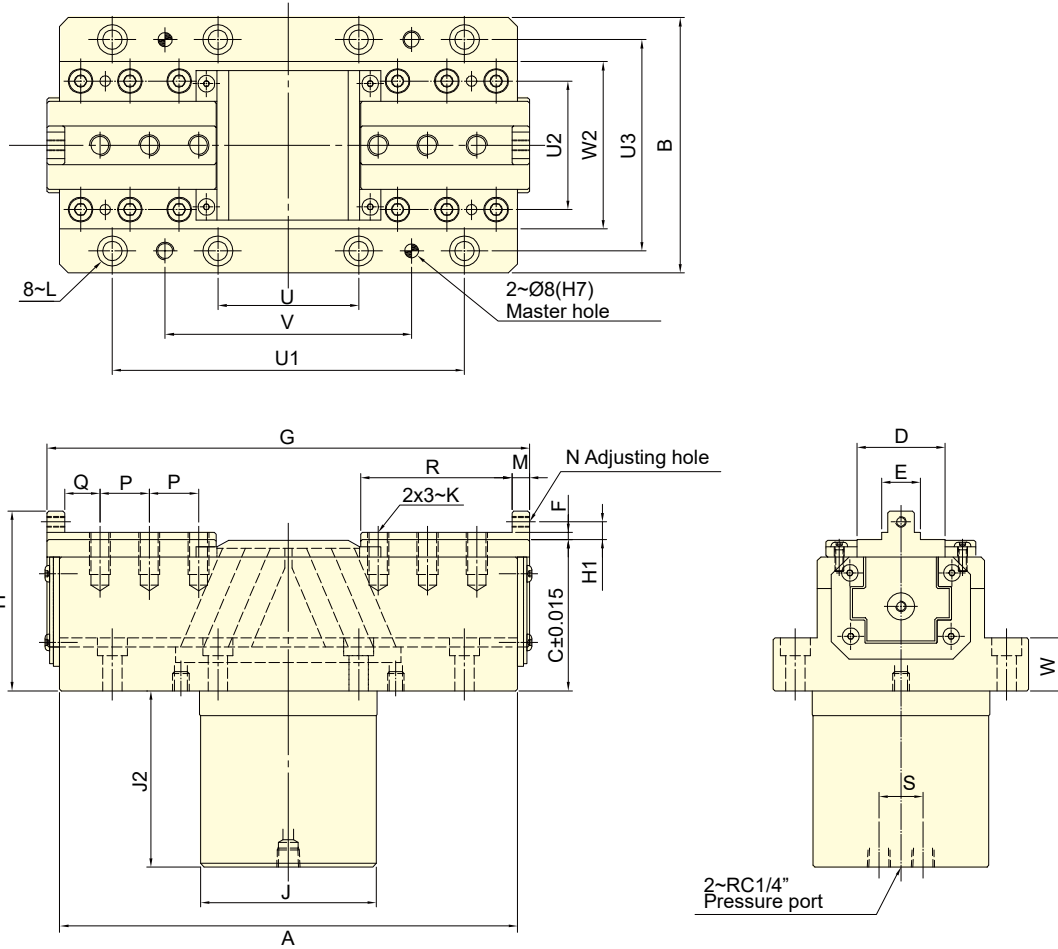 U2
W2
U3
B
8~L
U
2~Ø8(H7)
Master hole
V
U1
G
R
M
N Adjusting hole
Q
P
P
2x3~K
F
H1
C±0.015
J2
J
A
D
E
W
S
2~RC1/4”
Pressure port